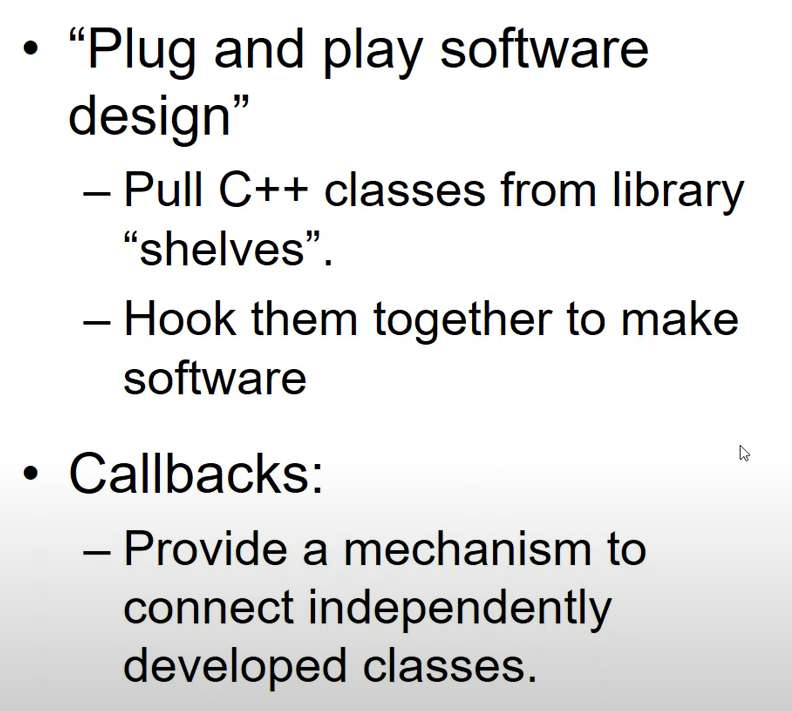 • “Plug and play software
design”
– Pull C++ classes from library
“shelves”.
– Hook them together to make
software
• Callbacks:
– Provide a mechanism to
connect independently
developed classes.